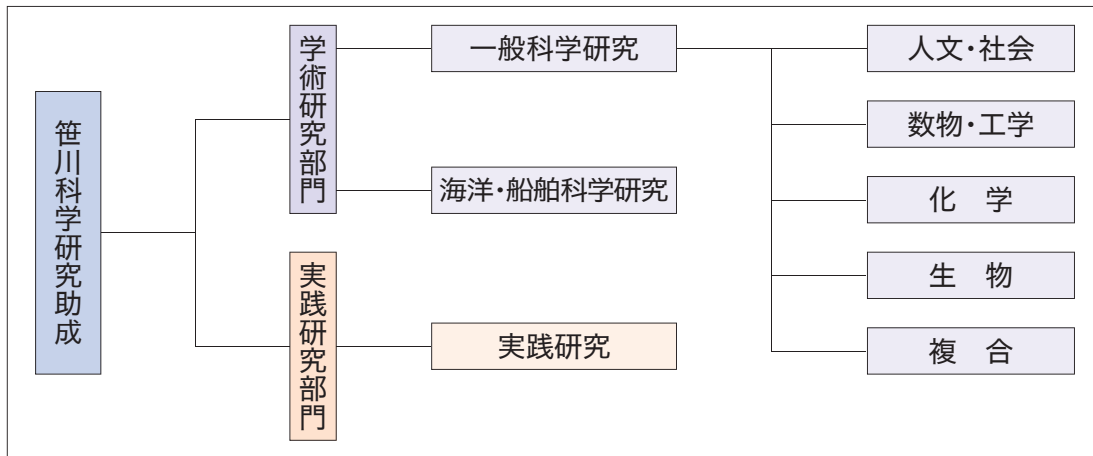 笹川科学研究助成
学術研究部門
一般科学研究
人文・社会
数物・工学
化　学
生　物
複　合
海洋・船舶科学研究
実践研究部門
実践研究